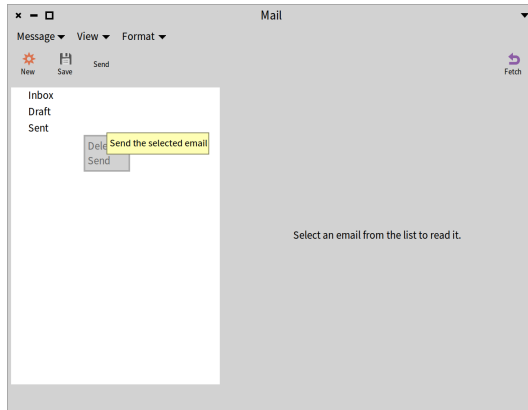 Mail
Message View Format
New Save Send Fetch
Inbox
Draft
Sent
Send the selected email
Send
Select an email from the list to read it.